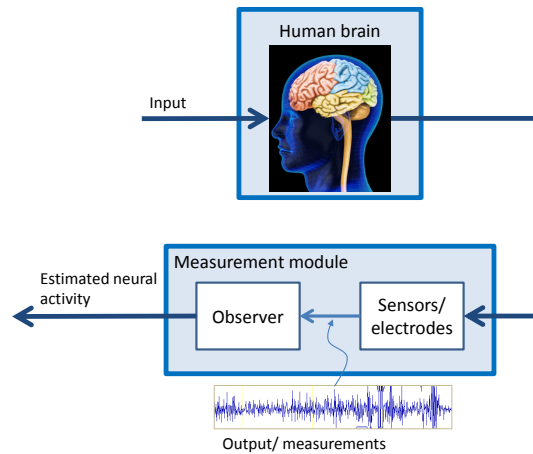 Human brain
Input
Estimated neural
activity
Measurement module
Observer
Sensors/
electrodes
Output/ measurements